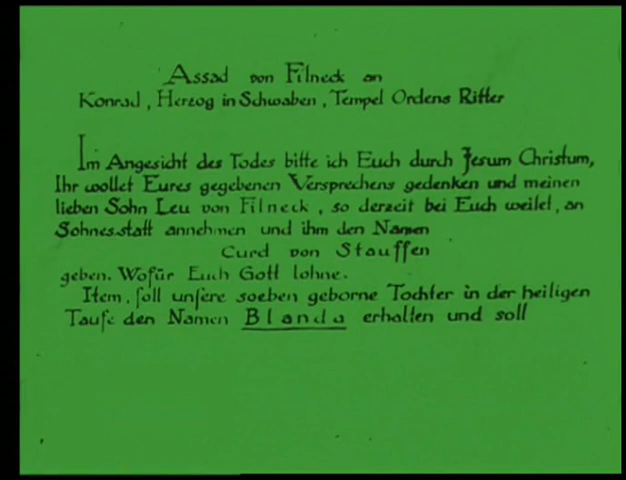 Assad von Filneck an
Konrad, Herzog in Schwaben, Tempel Ordens Ritter
Im Angesicht des Todes bitte ich Euch durch Jesum Christum,
Ihr wollet Eures gegebenen Versprechens gedenken und meinen
lieben Sohn Leu von Filneck, so derzeit bei Euch weilet, an
Sohnesstatt annehmen und ihm den Namen
Curd von Stauffen
geben. Wofür Euch Gott lohne.
Item. soll unsere soeben geborne Tochter in der heiligen
Taufe den Namen Blanda erhalten und soll